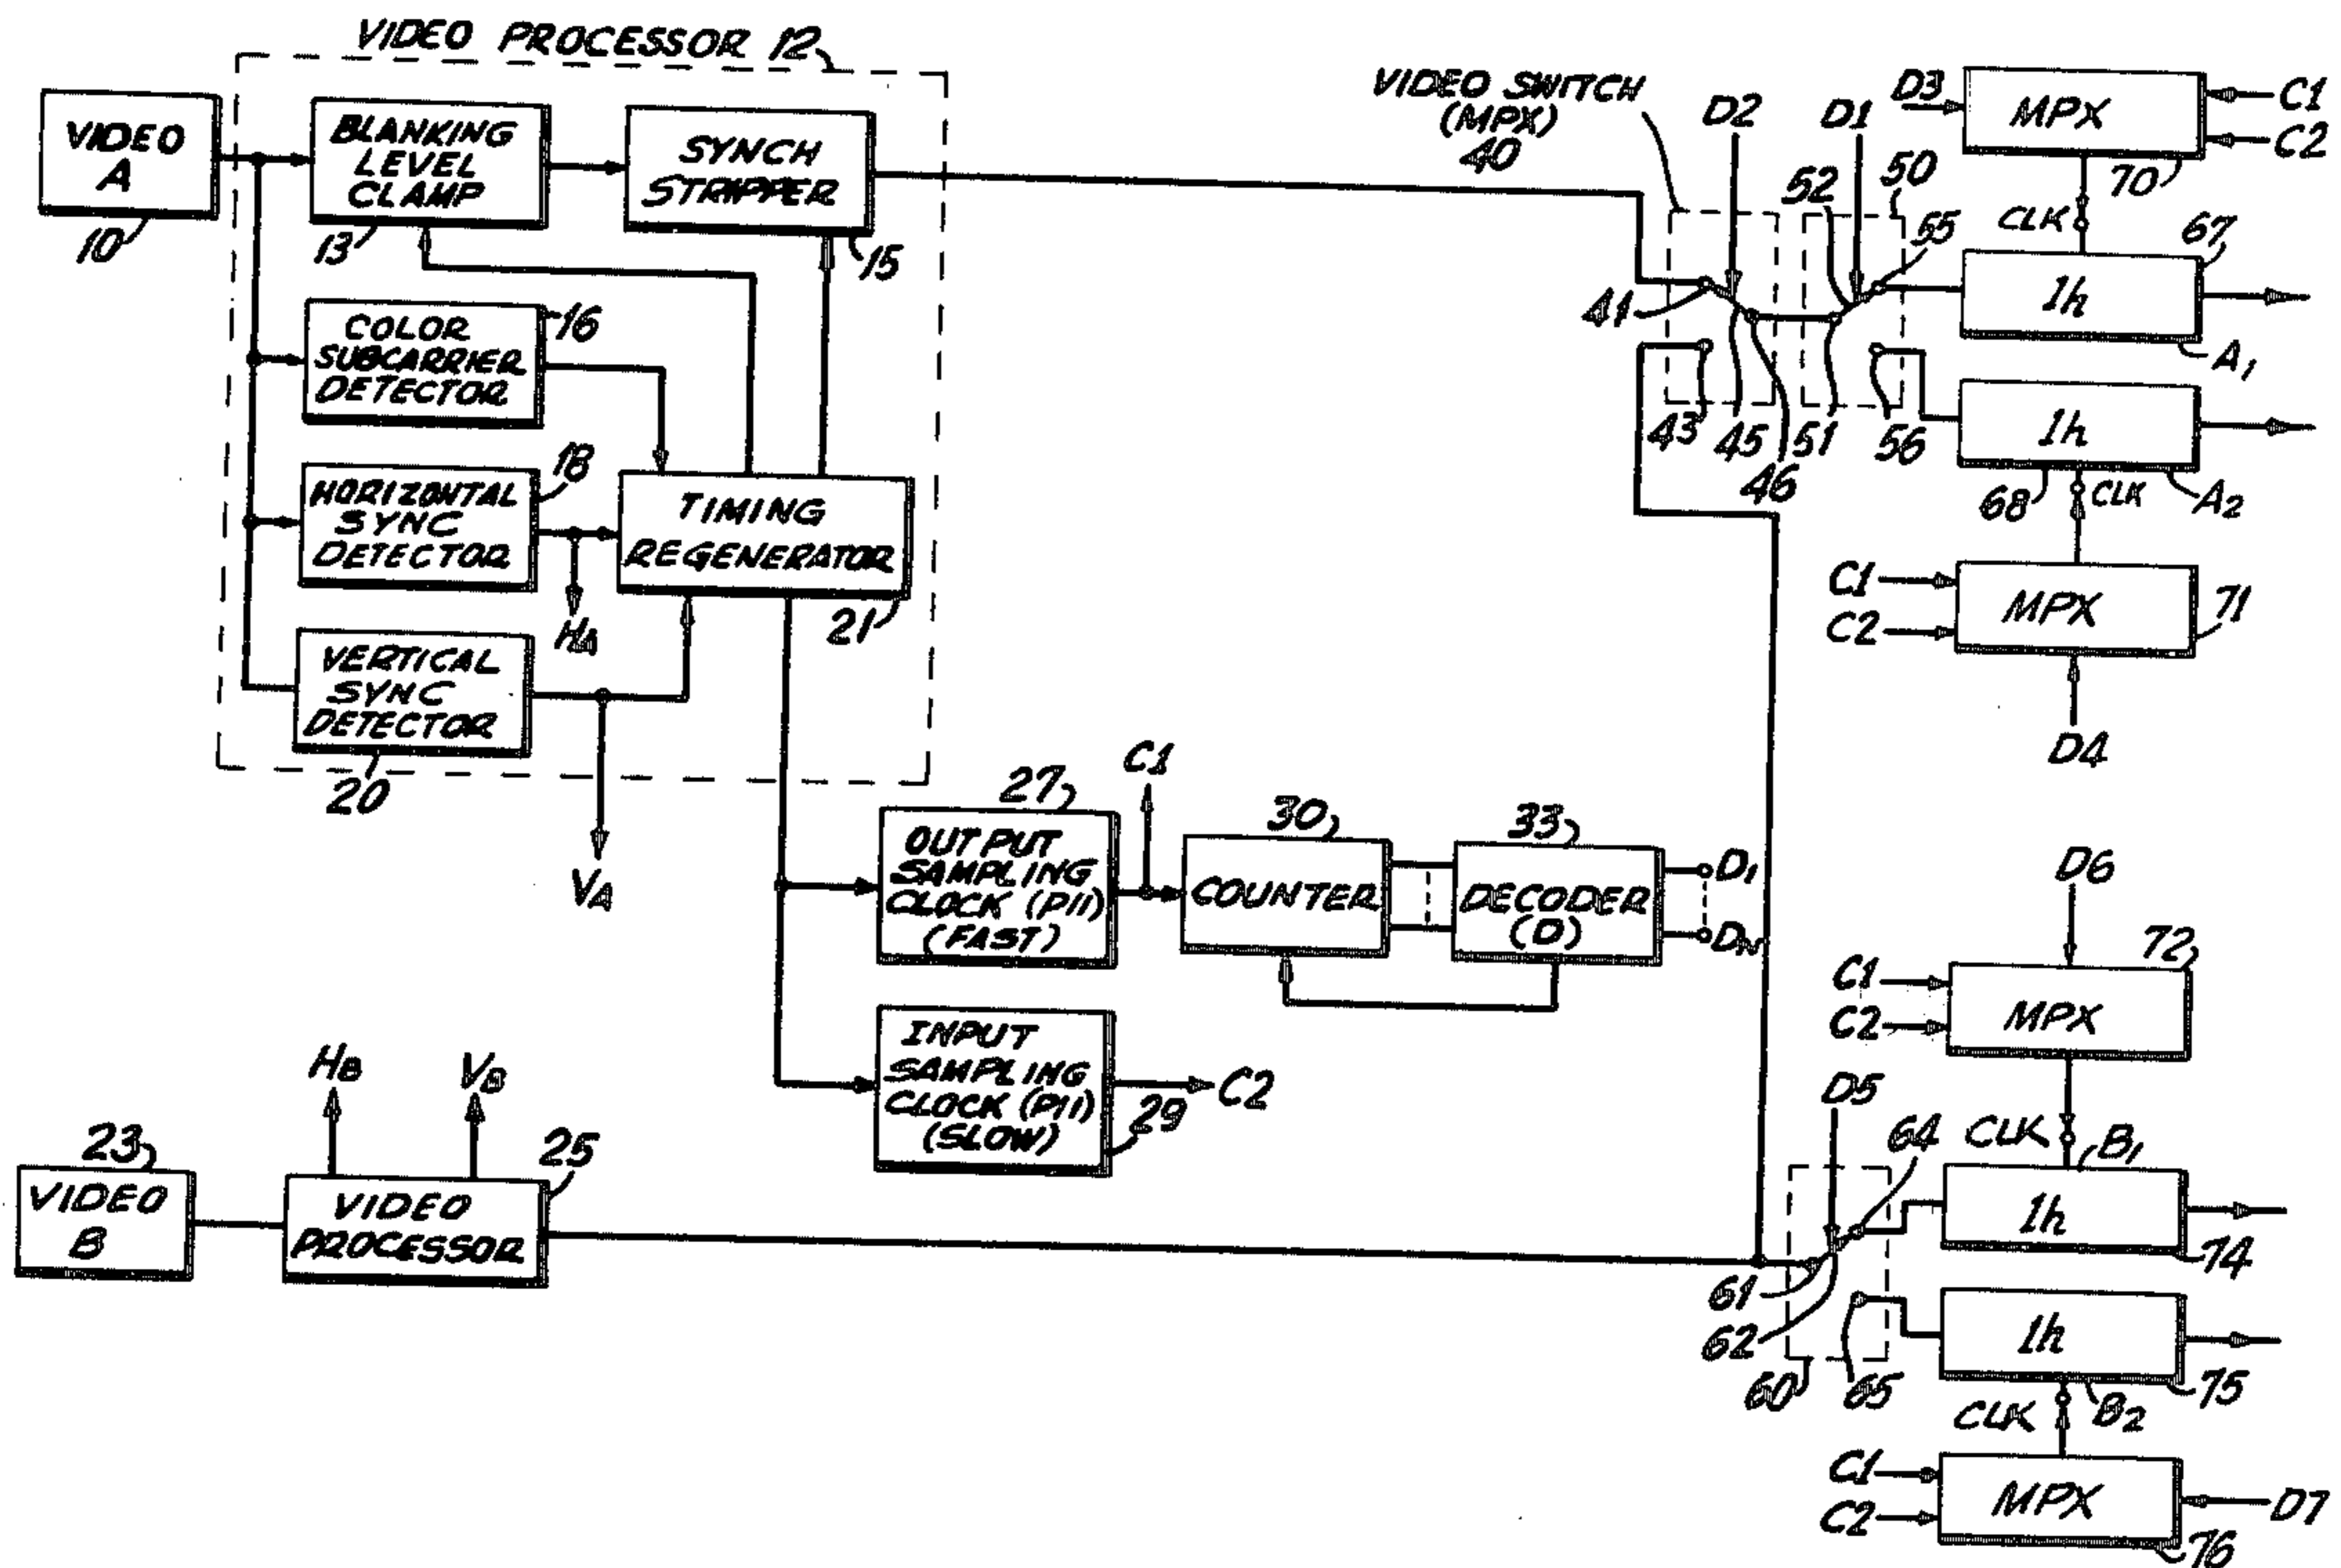 VIDEO PROCESSOR 12
VIDEO
A
10
BLANKING
LEVEL
CLAMP
13
SYNCH
STRIPPER
15
COLOR
SUBCARRIER
DETECTOR
16
HORIZONTAL
SYNC
DETECTOR
18
HA
VERTICAL
SYNC
DETECTOR
20
VA
TIMING
REGENERATOR
21
VIDEO SWITCH
(MPX)
40
D2
D1
52
50
55
41
43
45
46
51
56
D3
MPX
C1
C2
70
CLK
67
1h
A1
1h
68
CLK
A2
C1
C2
MPX
71
D4
27
OUTPUT
SAMPLING
CLOCK (P11)
(FAST)
C1
30
COUNTER
33
DECODER
(D)
D1
DN
INPUT
SAMPLING
CLOCK (P11)
(SLOW)
29
C2
23
VIDEO
B
HB
VB
25
VIDEO
PROCESSOR
D6
72
C1
C2
MPX
D5
64
CLK
B1
1h
74
61
62
60
65
1h
75
CLK
B2
C1
C2
MPX
D7
76